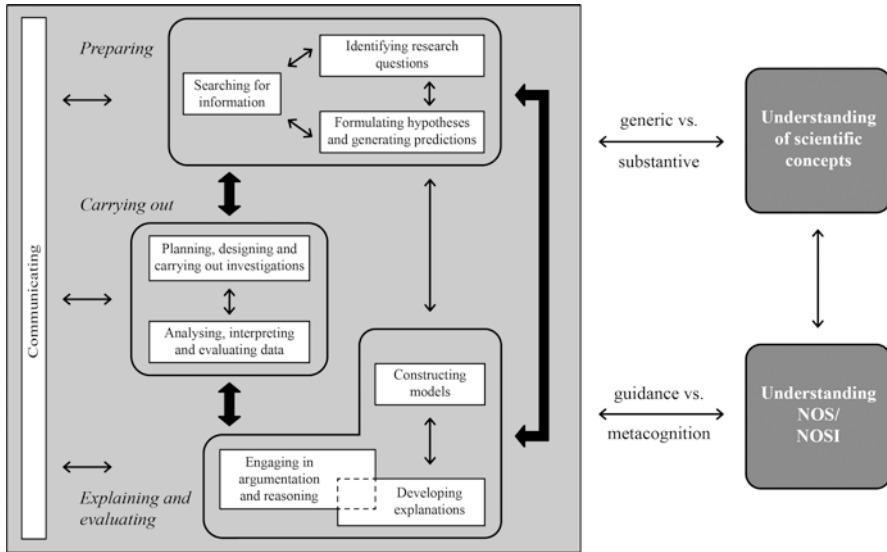 Communicating
Preparing
Identifying research
questions
Searching for
information
Formulating hypotheses
and generating predictions
Carrying out
Planning, designing and
carrying out investigations
Analysing, interpreting
and evaluating data
Constructing
models
Engaging in
argumentation
and reasoning
Developing
explanations
Explaining and
evaluating
generic vs.
substantive
Understanding
of scientific
concepts
guidance vs.
metacognition
Understanding
NOS/
NOSI